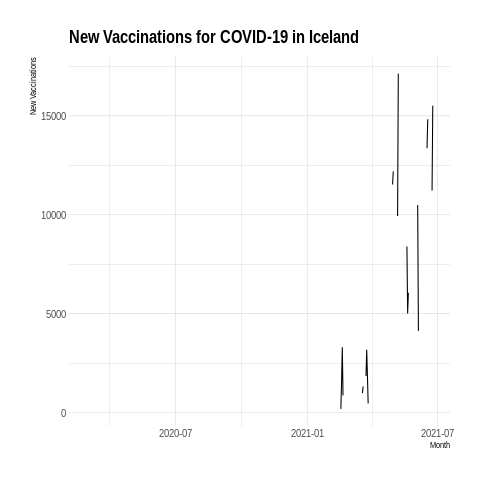 New Vaccinations for COVID-19 in Iceland
New Vaccinations
15000
10000
5000
0
2020-07
2021-01
2021-07
Month